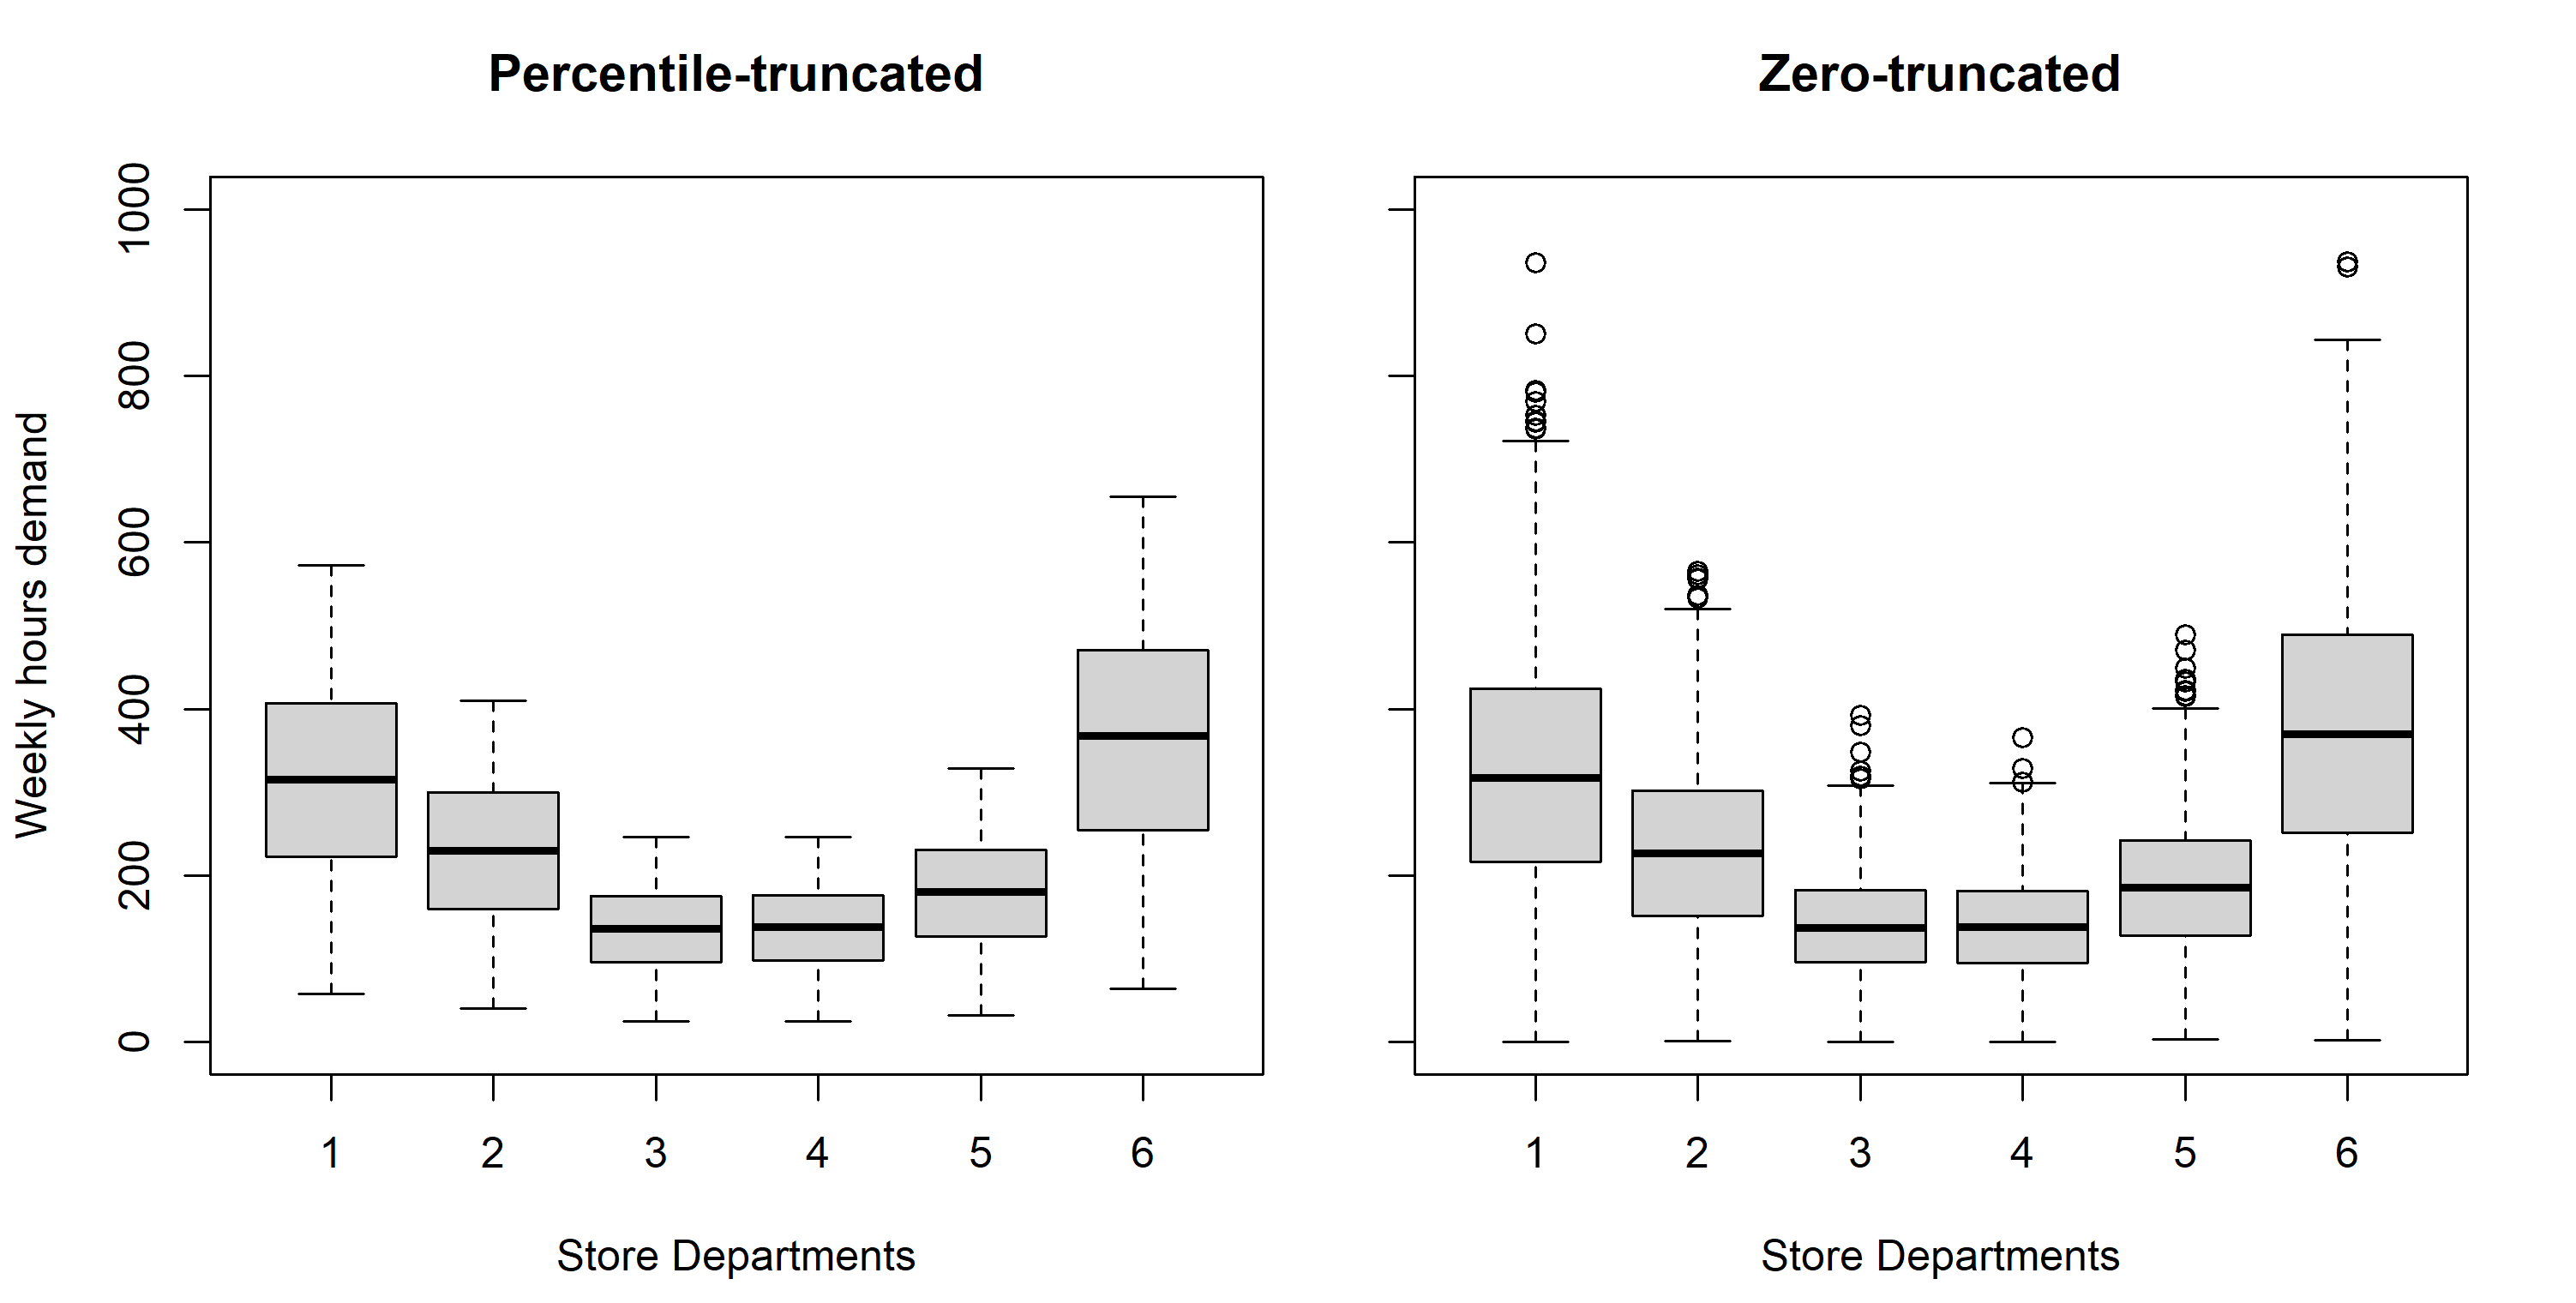 Percentile-truncated
Zero-truncated
Weekly hours demand
1000
800
600
400
200
0
1 2 3 4 5 6
1 2 3 4 5 6
Store Departments
Store Departments